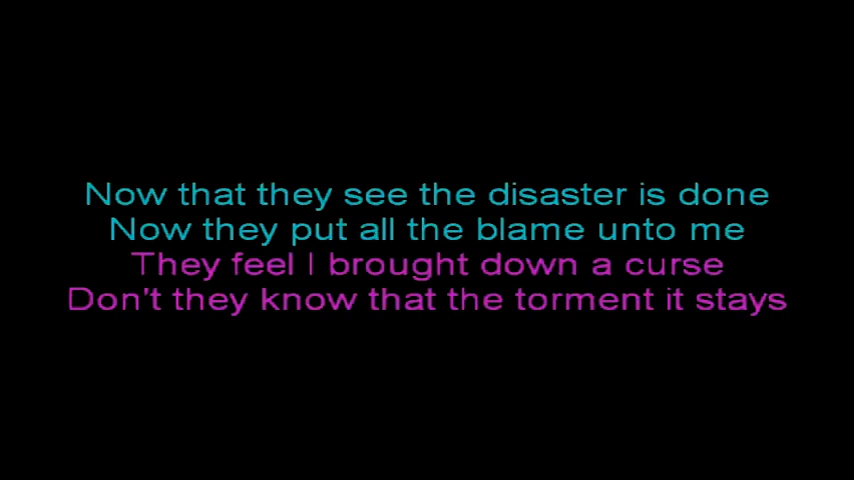 Now that they see the disaster is done
Now they put all the blame unto me
They feel I brought down a curse
Don't they know that the torment it stays